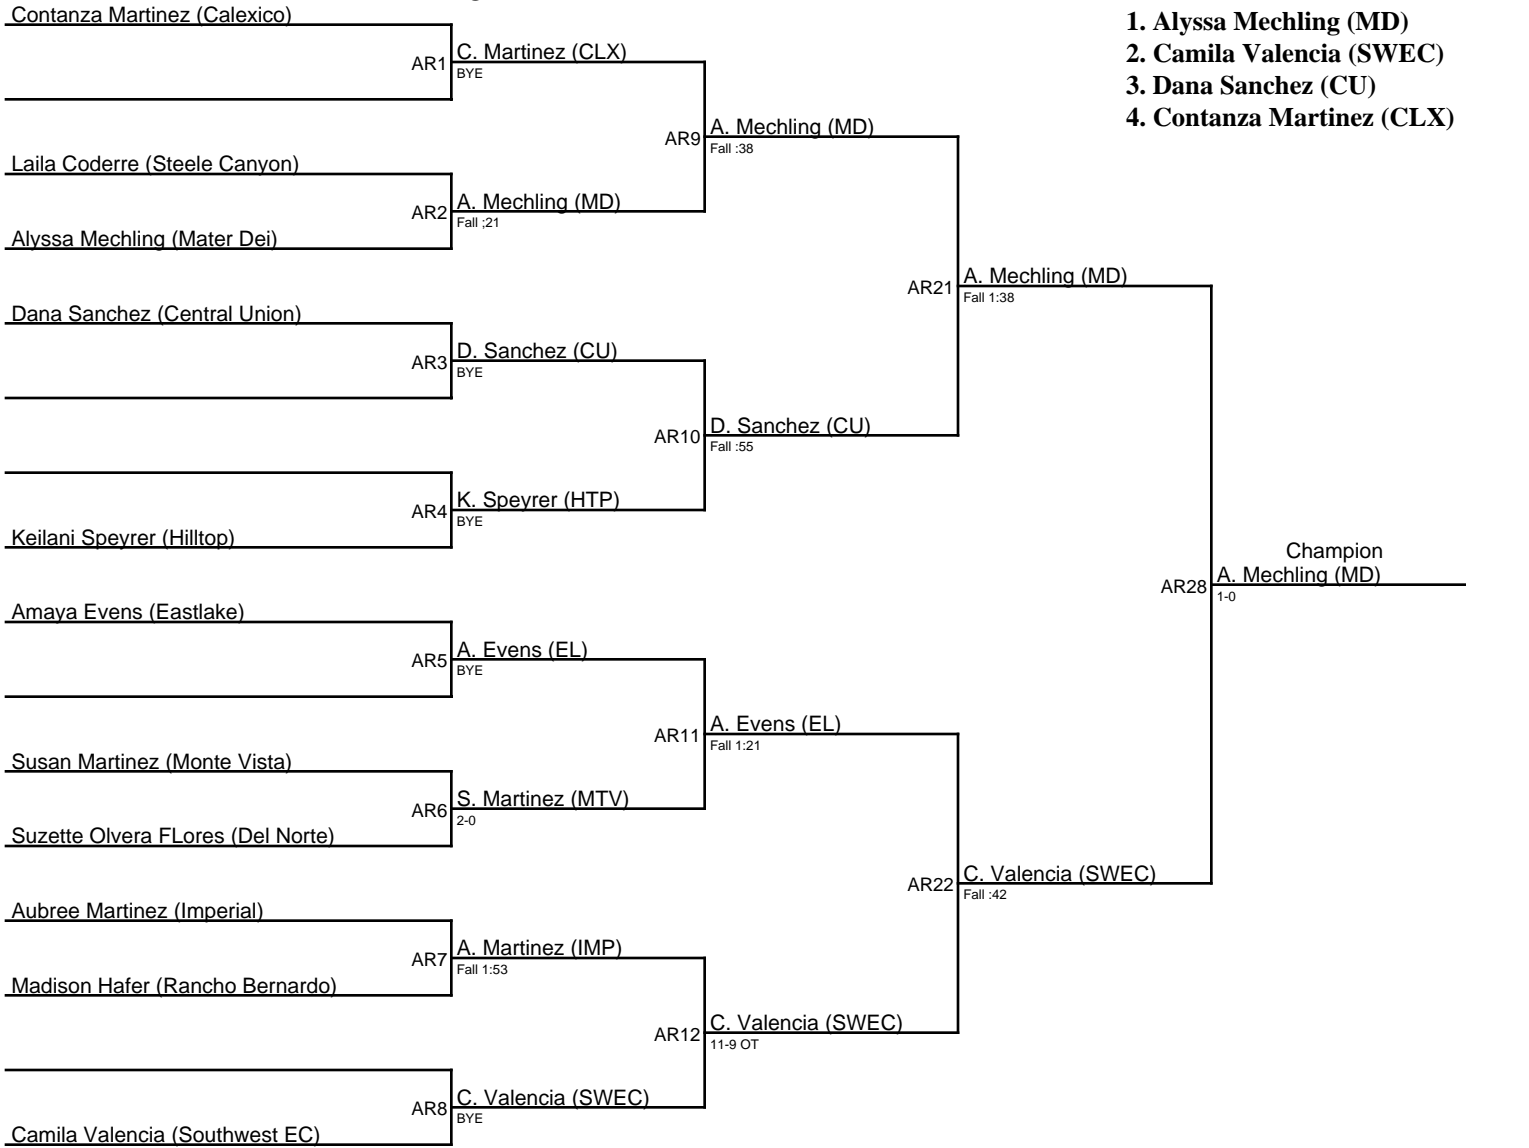 Contanza Martinez (Calexico)
AR1
C. Martinez (CLX)
BYE
Laila Coderre (Steele Canyon)
AR2
A. Mechling (MD)
Fall ;21
Alyssa Mechling (Mater Dei)
AR9
A. Mechling (MD)
Fall :38
Dana Sanchez (Central Union)
AR3
D. Sanchez (CU)
BYE
AR4
K. Speyrer (HTP)
BYE
Keilani Speyrer (Hilltop)
AR10
D. Sanchez (CU)
Fall :55
AR21
A. Mechling (MD)
Fall 1:38
Amaya Evens (Eastlake)
AR5
A. Evens (EL)
BYE
Susan Martinez (Monte Vista)
AR6
S. Martinez (MTV)
2-0
Suzette Olvera FLores (Del Norte)
AR11
A. Evens (EL)
Fall 1:21
Aubree Martinez (Imperial)
AR7
A. Martinez (IMP)
Fall 1:53
Madison Hafer (Rancho Bernardo)
AR8
C. Valencia (SWEC)
BYE
Camila Valencia (Southwest EC)
AR12
C. Valencia (SWEC)
11-9 OT
AR22
C. Valencia (SWEC)
Fall :42
AR28
Champion
A. Mechling (MD)
1-0
1. Alyssa Mechling (MD)
2. Camila Valencia (SWEC)
3. Dana Sanchez (CU)
4. Contanza Martinez (CLX)